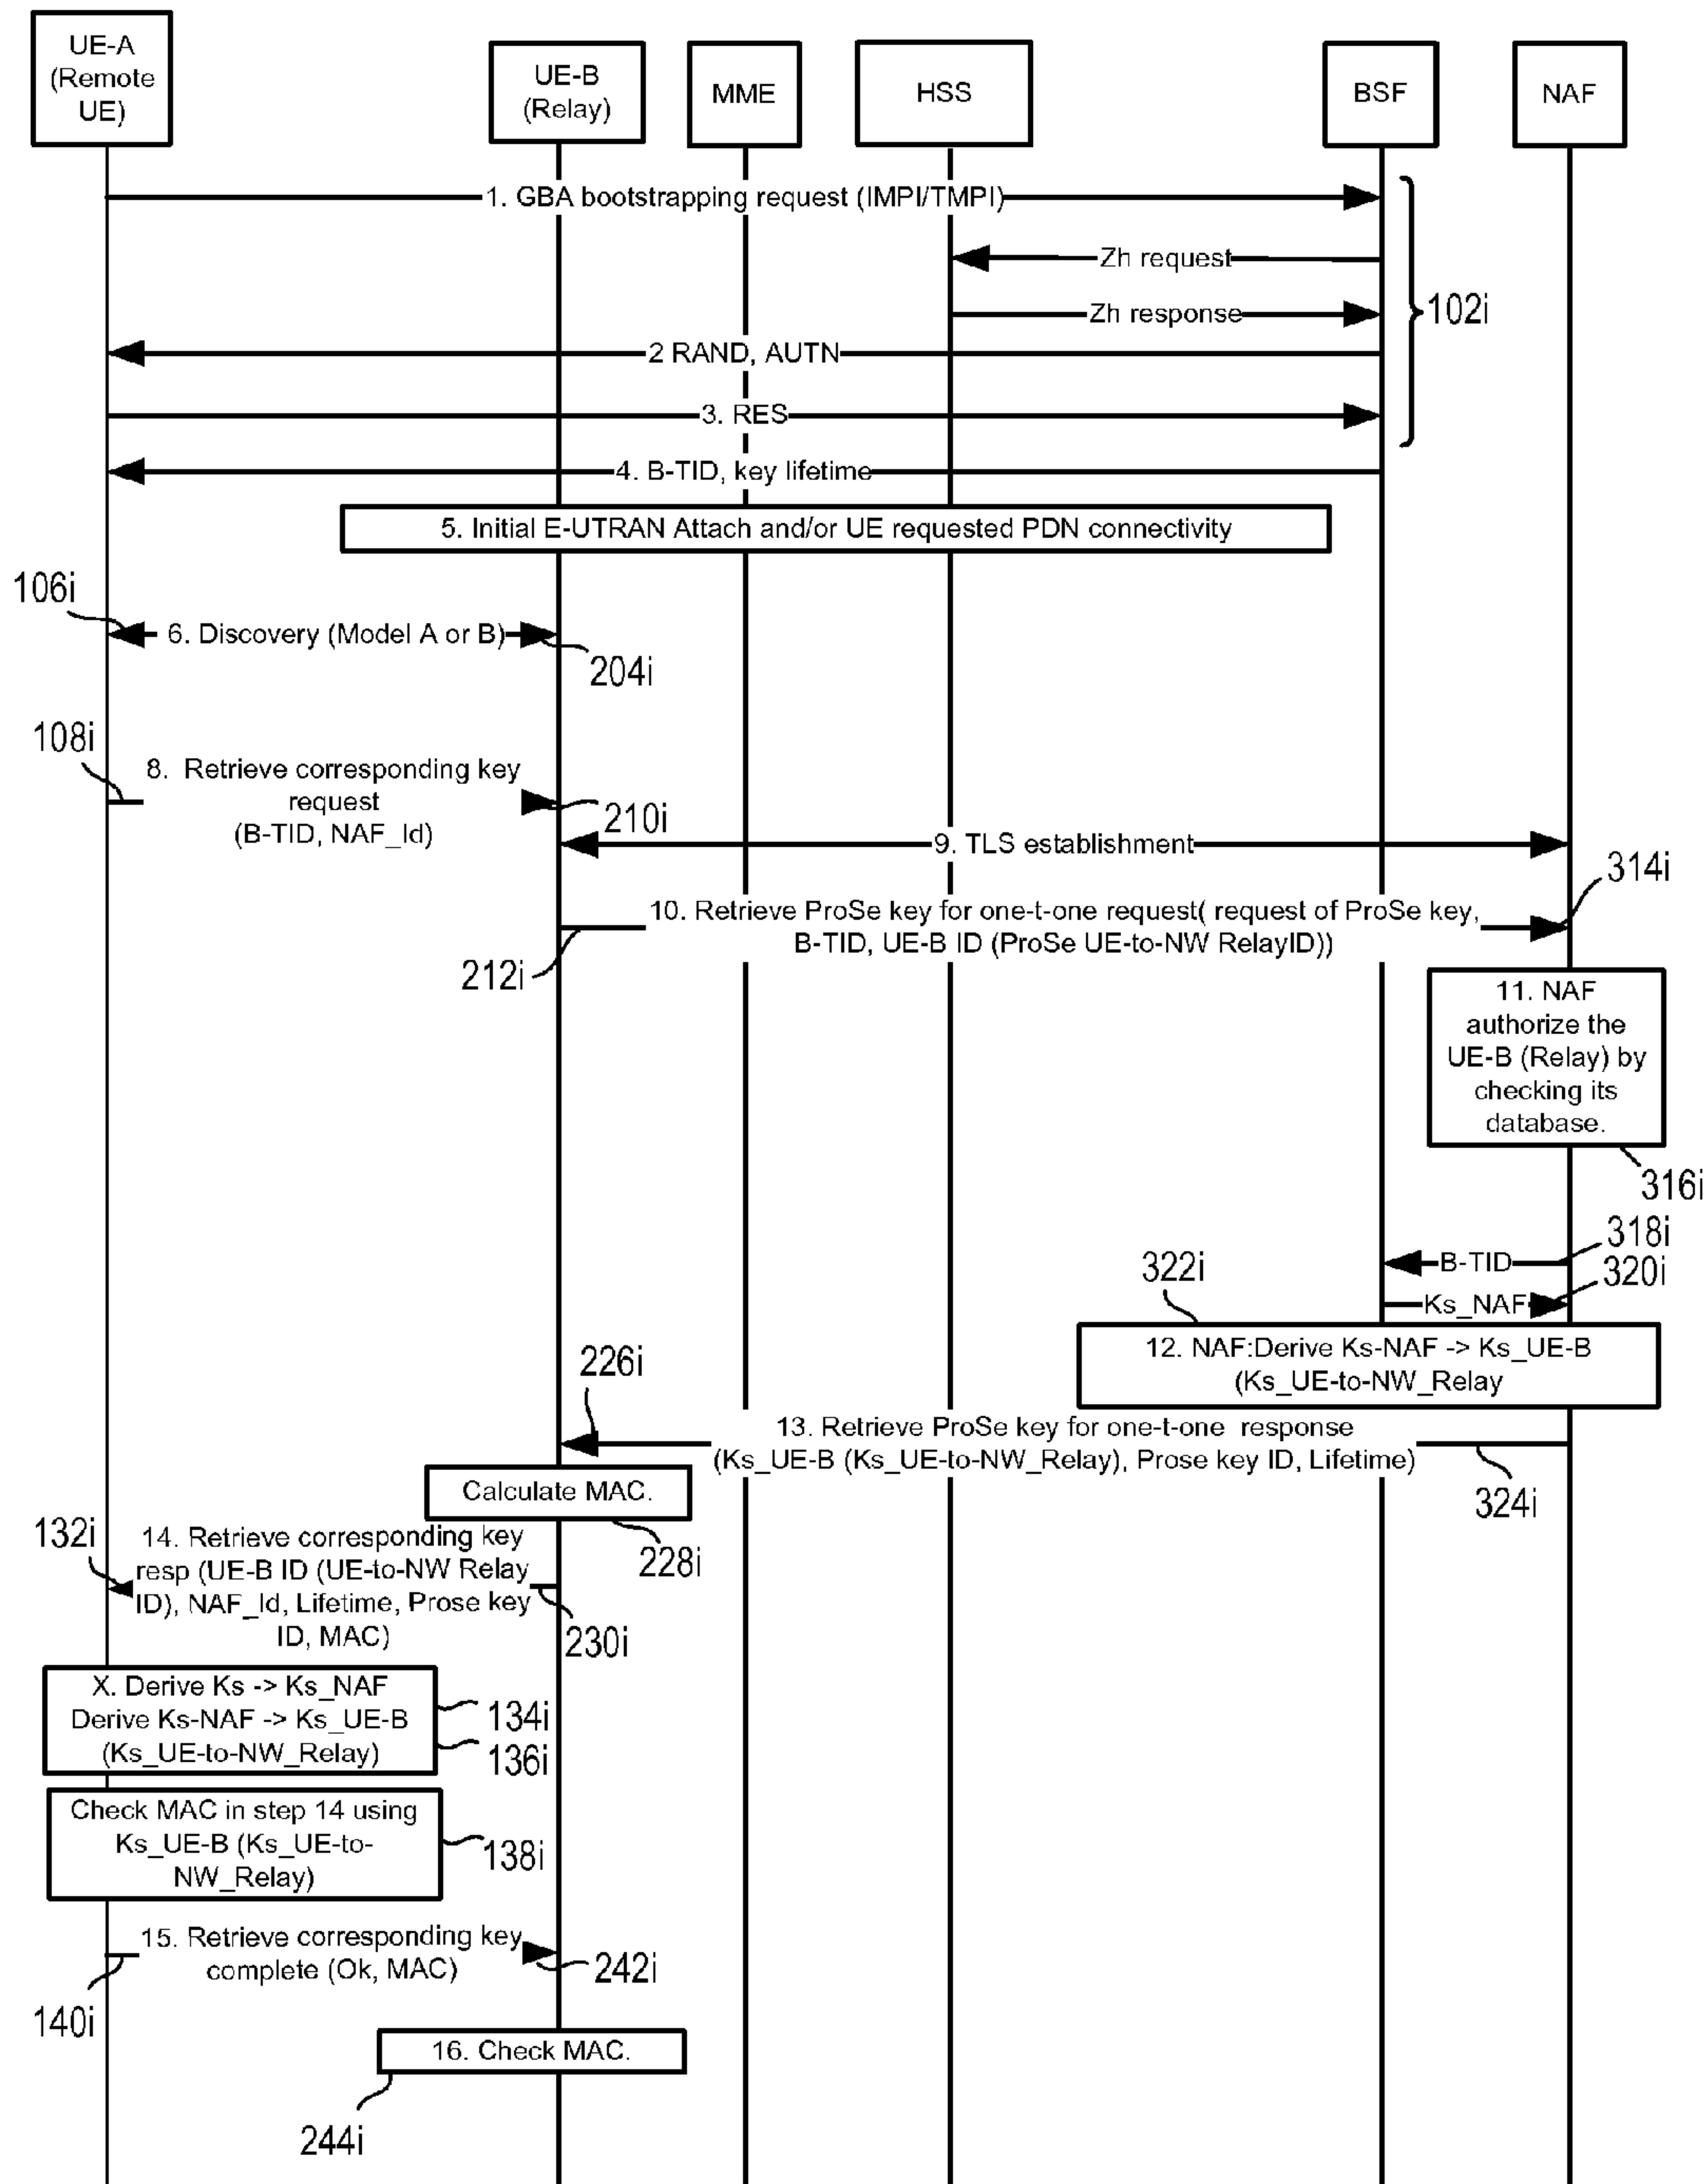 UE-A
(Remote
UE)
UE-B
(Relay)
MME
HSS
BSF
NAF
1. GBA bootstrapping request (IMPI/TMPI)
Zh request
Zh response
102i
2 RAND, AUTN
3. RES
4. B-TID, key lifetime
5. Initial E-UTRAN Attach and/or UE requested PDN connectivity
106i
6. Discovery (Model A or B)
204i
108i
8. Retrieve corresponding key
request
(B-TID, NAF_Id)
210i
9. TLS establishment
314i
10. Retrieve ProSe key for one-t-one request( request of ProSe key,
B-TID, UE-B ID (ProSe UE-to-NW RelayID))
212i
11. NAF
authorize the
UE-B (Relay) by
checking its
database.
316i
318i
B-TID
320i
322i
Ks_NAF
12. NAF:Derive Ks-NAF -> Ks_UE-B
(Ks_UE-to-NW_Relay
226i
13. Retrieve ProSe key for one-t-one response
(Ks_UE-B (Ks_UE-to-NW_Relay), Prose key ID, Lifetime)
324i
Calculate MAC.
228i
132i
14. Retrieve corresponding key
resp (UE-B ID (UE-to-NW Relay
ID), NAF_Id, Lifetime, Prose key
ID, MAC)
230i
X. Derive Ks -> Ks_NAF
Derive Ks-NAF -> Ks_UE-B
(Ks_UE-to-NW_Relay)
134i
136i
Check MAC in step 14 using
Ks_UE-B (Ks_UE-to-
NW_Relay)
138i
15. Retrieve corresponding key
complete (Ok, MAC)
242i
140i
16. Check MAC.
244i